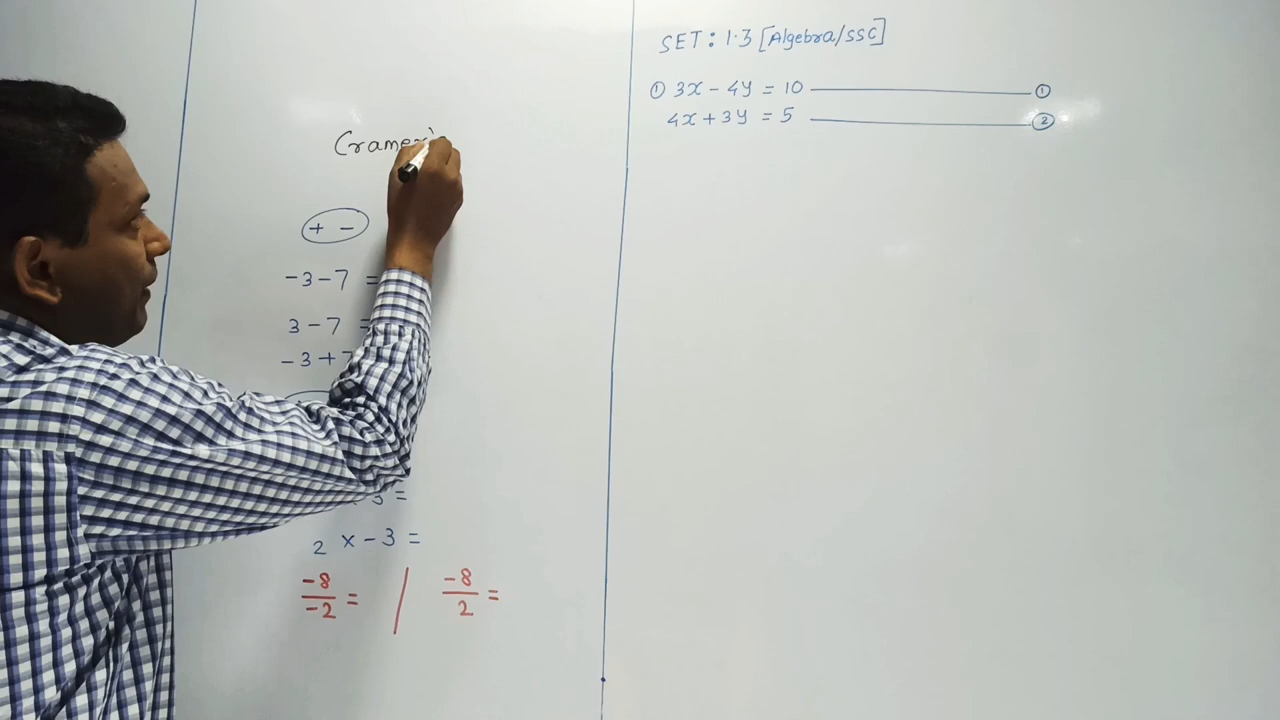 Cramer's
+ -
-3-7 =
3-7 =
-3+7
2 x -3 =
-8/-2 = / -8/2 =
SET: 1.3 [Algebra/SSC]
① 3x - 4y = 10 ①
4x + 3y = 5 ②